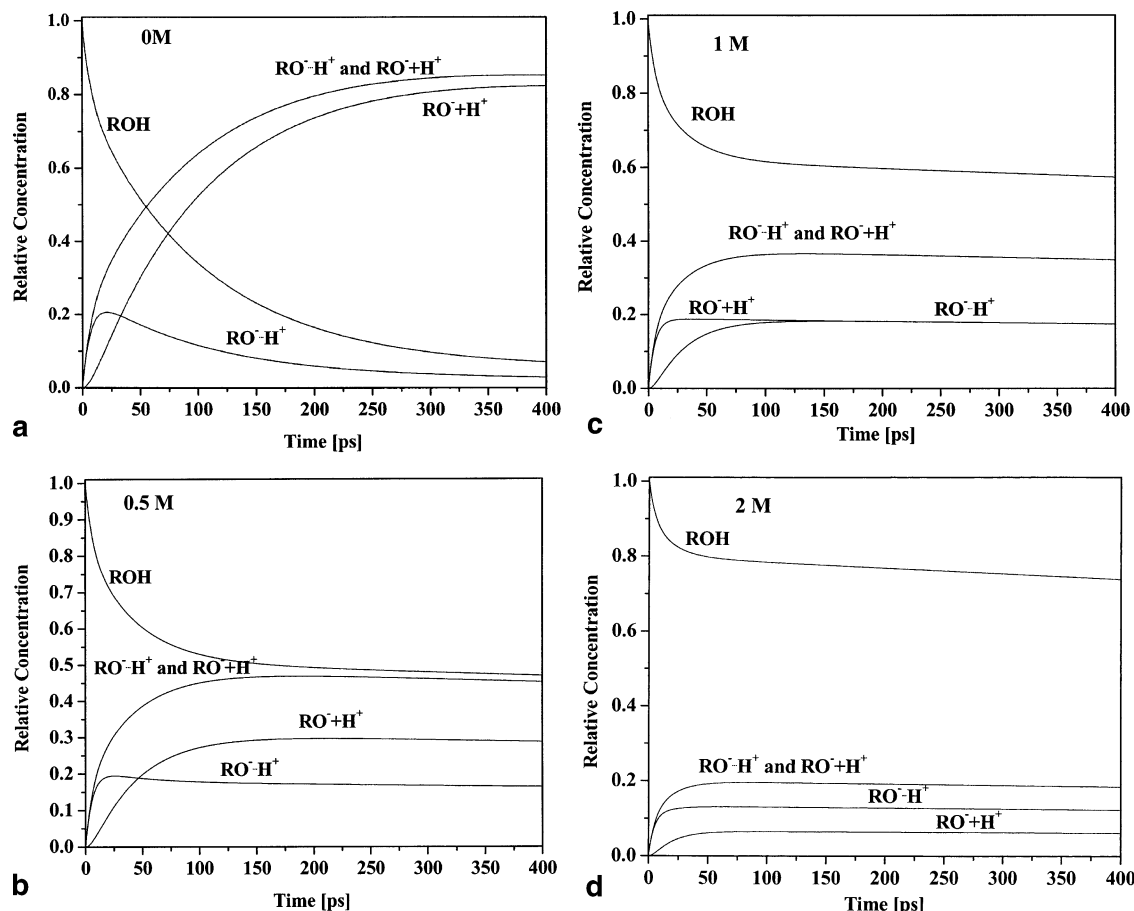 1.0
0.8
0.6
0.4
0.2
0.0
Relative Concentration
0M
ROH
RO⁻··H⁺ and RO⁻+H⁺
RO⁻+H⁺
RO⁻··H⁺
0 50 100 150 200 250 300 350 400
Time [ps]
a
1.0
0.8
0.6
0.4
0.2
0.0
Relative Concentration
1 M
ROH
RO⁻··H⁺ and RO⁻+H⁺
RO⁻+H⁺
RO⁻··H⁺
0 50 100 150 200 250 300 350 400
Time [ps]
c
1.0
0.9
0.8
0.7
0.6
0.5
0.4
0.3
0.2
0.1
0.0
Relative Concentration
0.5 M
ROH
RO⁻··H⁺ and RO⁻+H⁺
RO⁻+H⁺
RO⁻··H⁺
0 50 100 150 200 250 300 350 400
Time [ps]
b
1.0
0.8
0.6
0.4
0.2
0.0
Relative Concentration
2 M
ROH
RO⁻··H⁺ and RO⁻+H⁺
RO⁻··H⁺
RO⁻+H⁺
0 50 100 150 200 250 300 350 400
Time [ps]
d